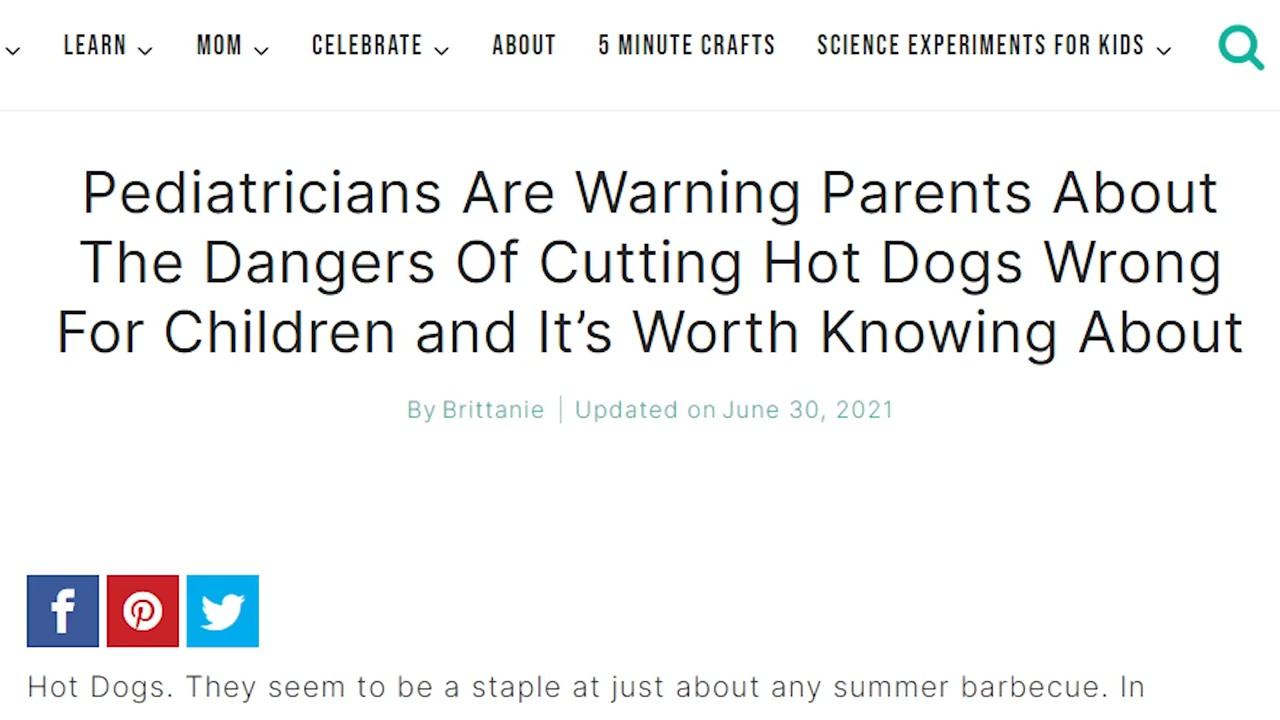 LEARN MOM CELEBRATE ABOUT 5 MINUTE CRAFTS SCIENCE EXPERIMENTS FOR KIDS
Pediatricians Are Warning Parents About
The Dangers Of Cutting Hot Dogs Wrong
For Children and It’s Worth Knowing About
By Brittanie | Updated on June 30, 2021
Hot Dogs. They seem to be a staple at just about any summer barbecue. In